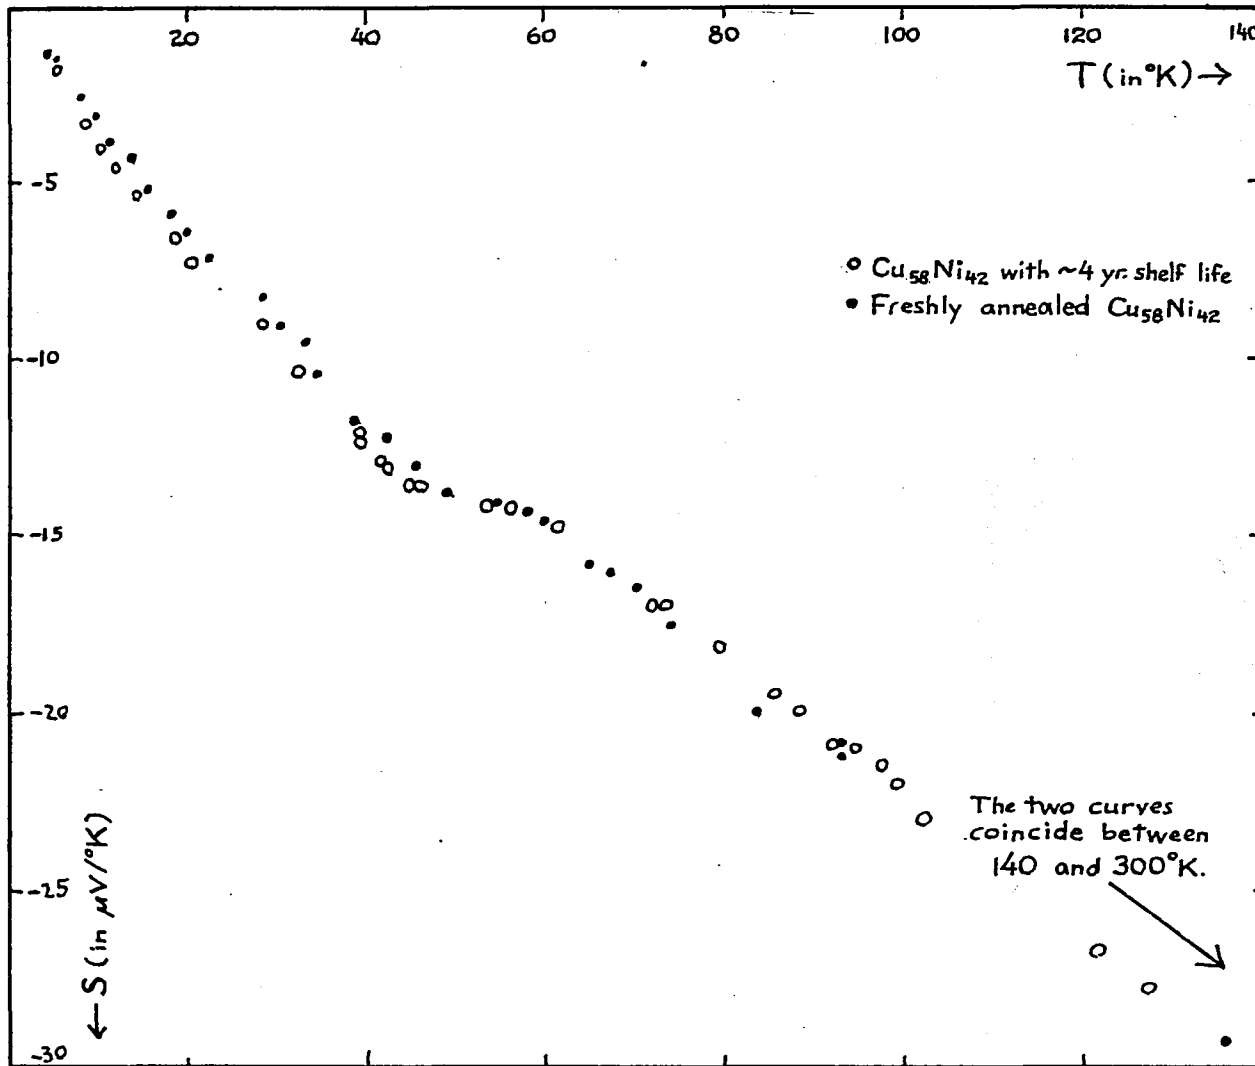 20 40 60 80 100 120 140
T (in °K) →
-5
-10
-15
-20
-25
-30
o Cu₅₈Ni₄₂ with ~4 yr. shelf life
• Freshly annealed Cu₅₈Ni₄₂
The two curves
coincide between
140 and 300°K.
← S (in μV/°K)